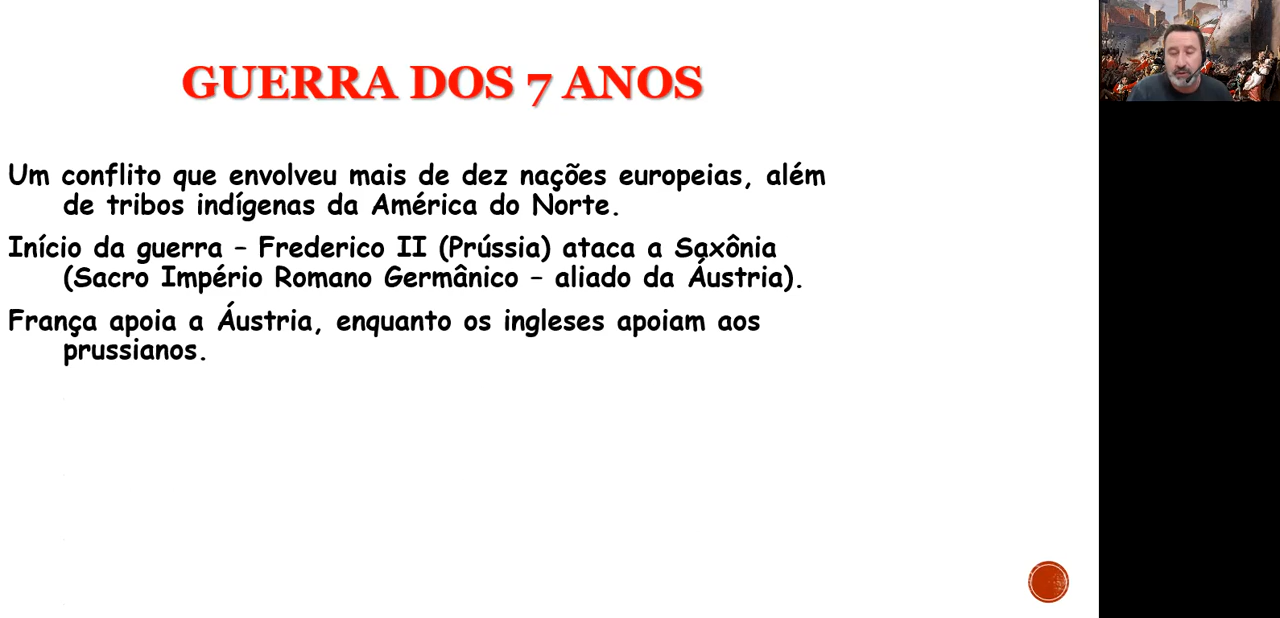 GUERRA DOS 7 ANOS
Um conflito que envolveu mais de dez nações europeias, além
de tribos indígenas da América do Norte.
Início da guerra – Frederico II (Prússia) ataca a Saxônia
(Sacro Império Romano Germânico – aliado da Áustria).
França apoia a Áustria, enquanto os ingleses apoiam aos
prussianos.